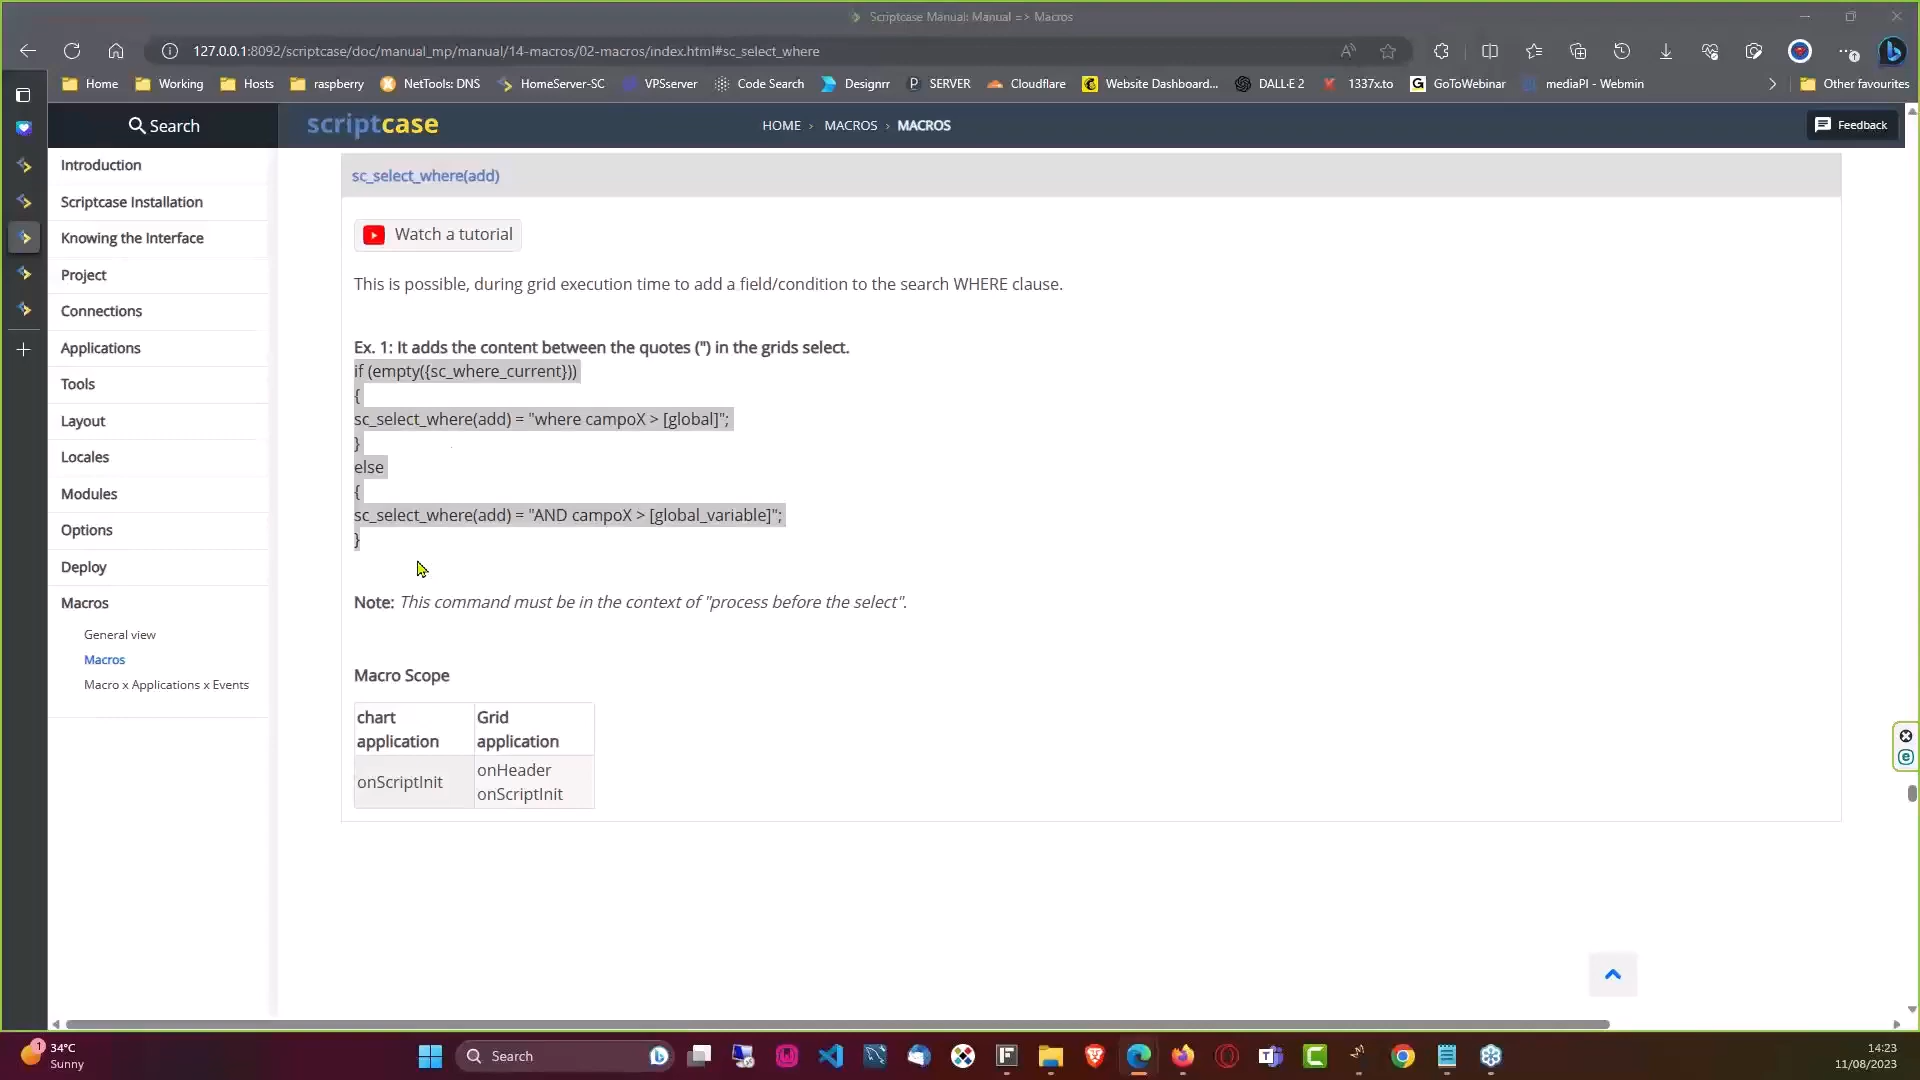 Scriptcase Manual: Manual => Macros
127.0.0.1:8092/scriptcase/doc/manual_mp/manual/14-macros/02-macros/index.html#sc_select_where
Home Working Hosts raspberry NetTools: DNS HomeServer-SC VPSserver Code Search Designrr SERVER Cloudflare Website Dashboard... DALL·E 2 1337x.to GoToWebinar mediaPI - Webmin Other favourites
Search
scriptcase
HOME › MACROS › MACROS
Feedback
Introduction
Scriptcase Installation
Knowing the Interface
Project
Connections
Applications
Tools
Layout
Locales
Modules
Options
Deploy
Macros
General view
Macros
Macro x Applications x Events
sc_select_where(add)
Watch a tutorial
This is possible, during grid execution time to add a field/condition to the search WHERE clause.
Ex. 1: It adds the content between the quotes (") in the grids select.
if (empty({sc_where_current}))
{
sc_select_where(add) = "where campoX > [global]";
}
else
{
sc_select_where(add) = "AND campoX > [global_variable]";
}
Note: This command must be in the context of "process before the select".
Macro Scope
chart application
Grid application
onScriptInit
onHeader
onScriptInit
1
34°C
Sunny
Search
14:23
11/08/2023